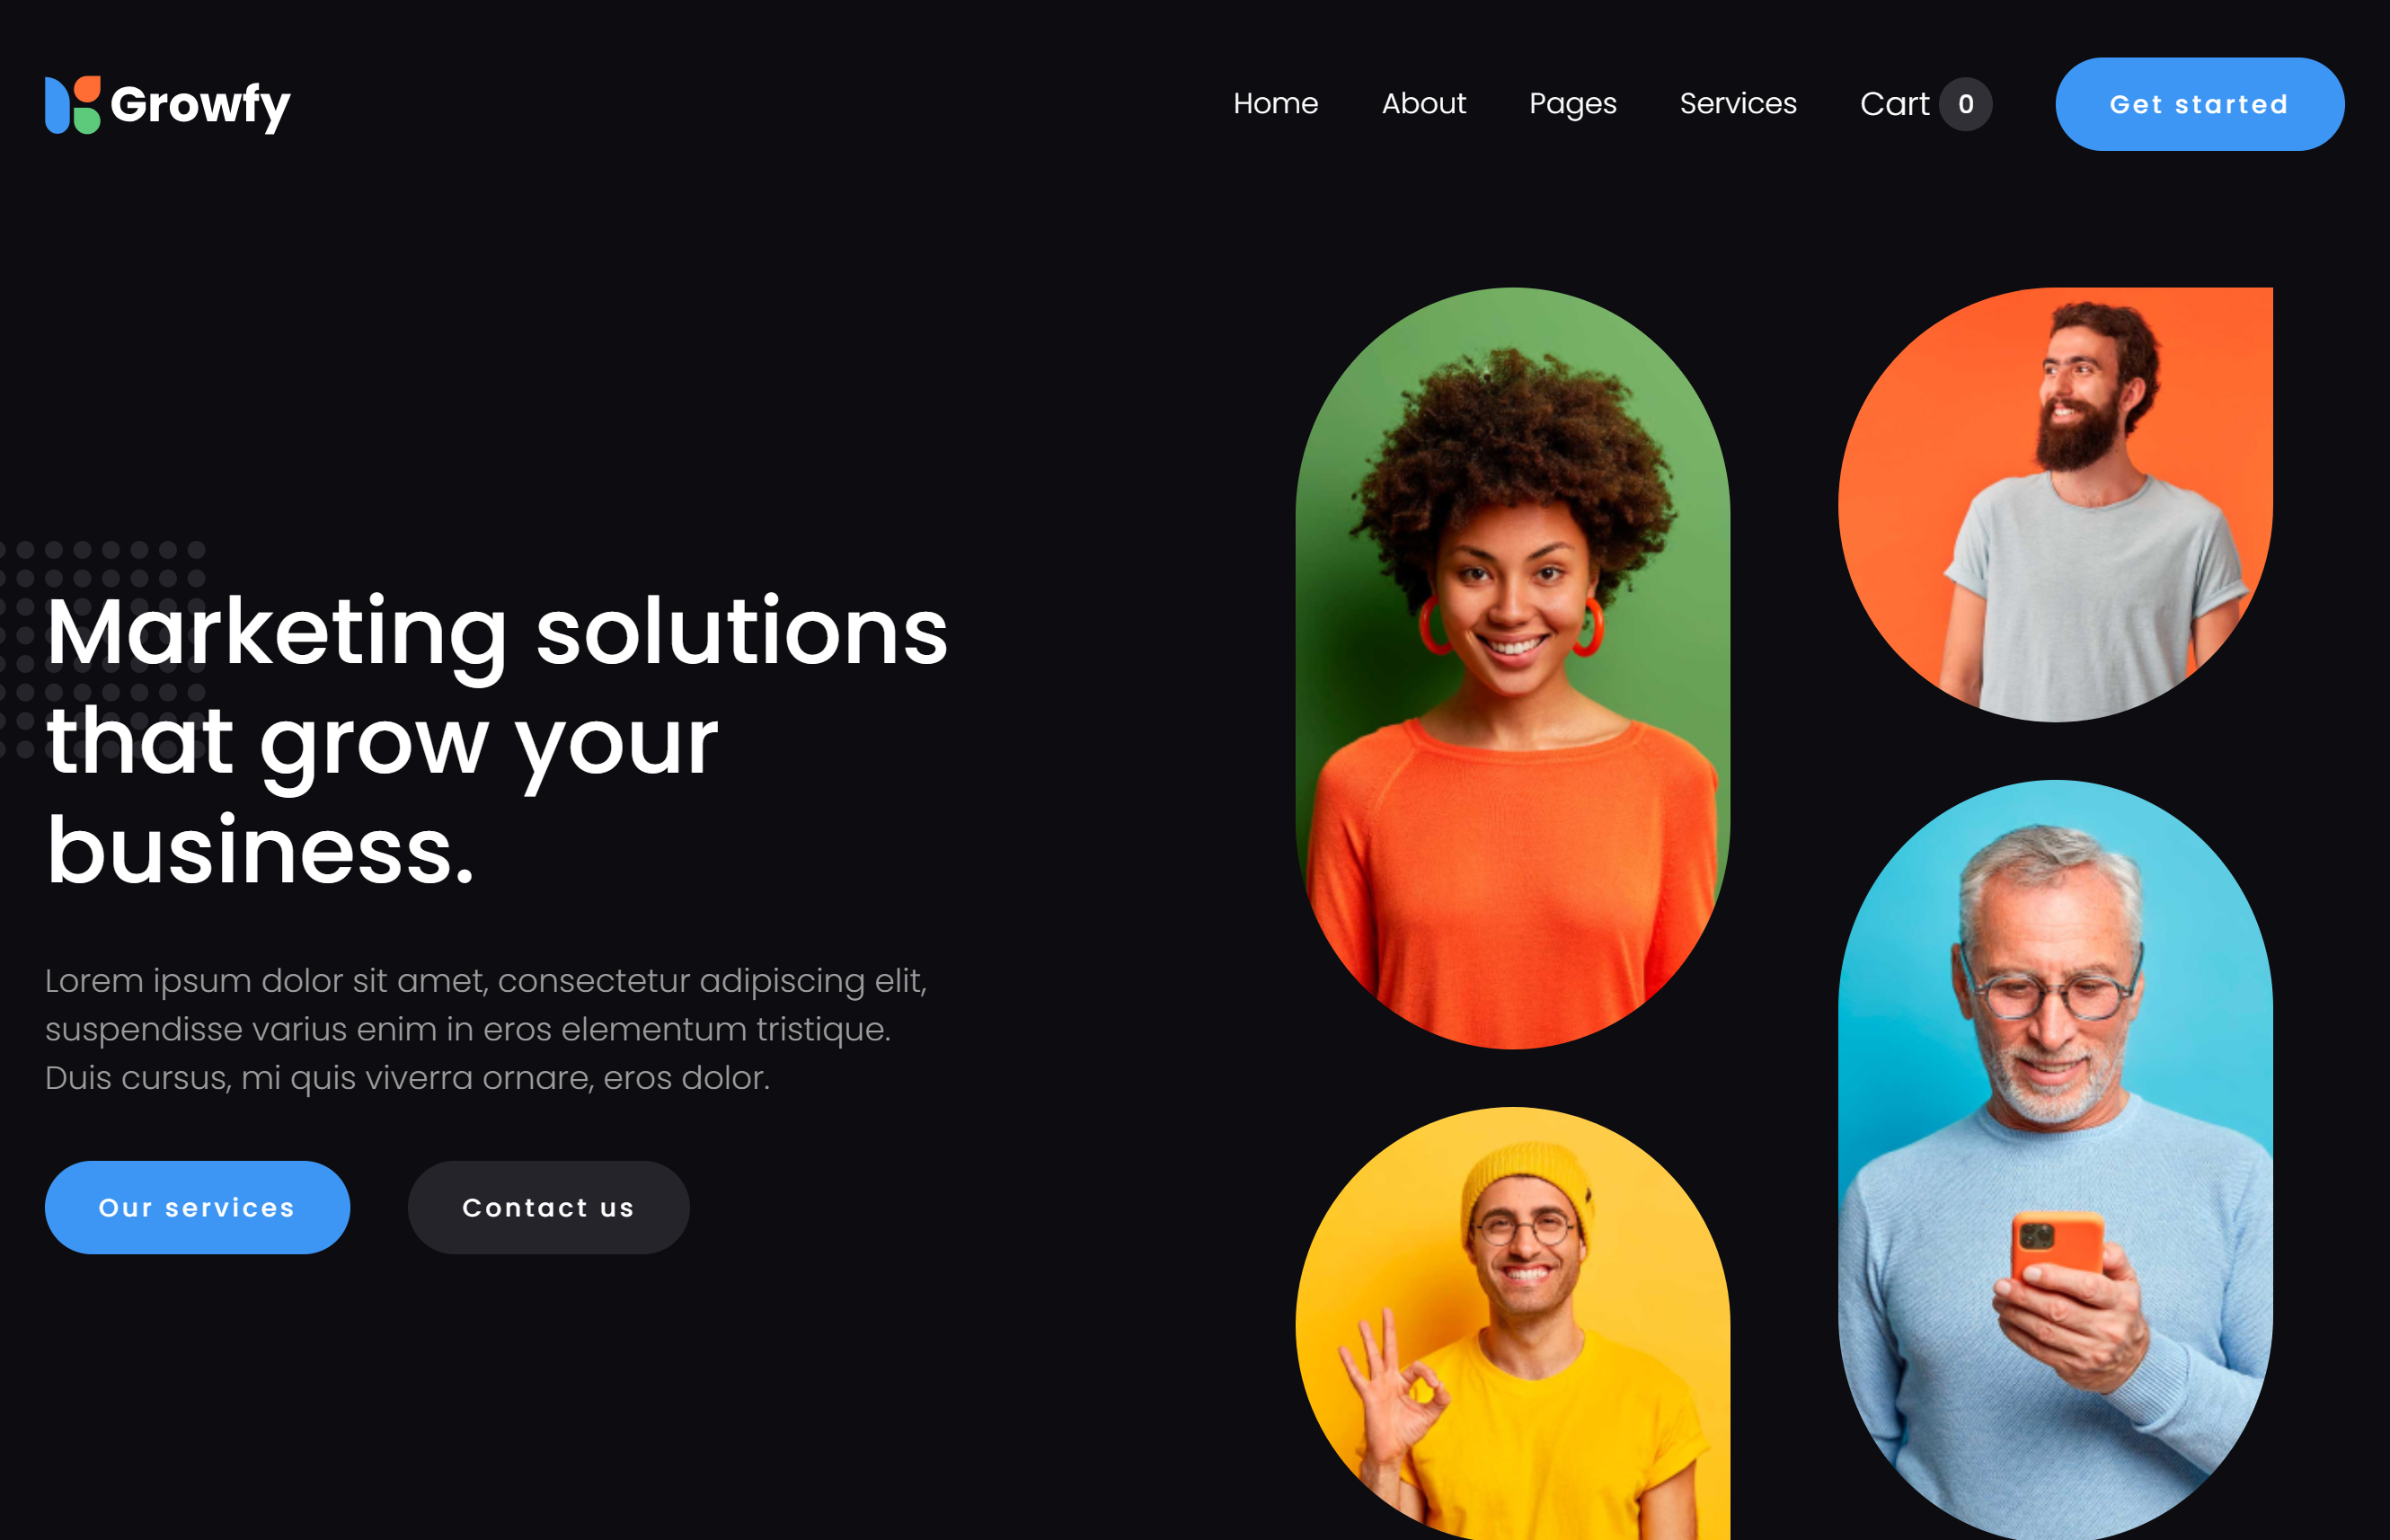 Growfy
Home About Pages Services Cart 0 Get started
Marketing solutions
that grow your
business.
Lorem ipsum dolor sit amet, consectetur adipiscing elit,
suspendisse varius enim in eros elementum tristique.
Duis cursus, mi quis viverra ornare, eros dolor.
Our services Contact us